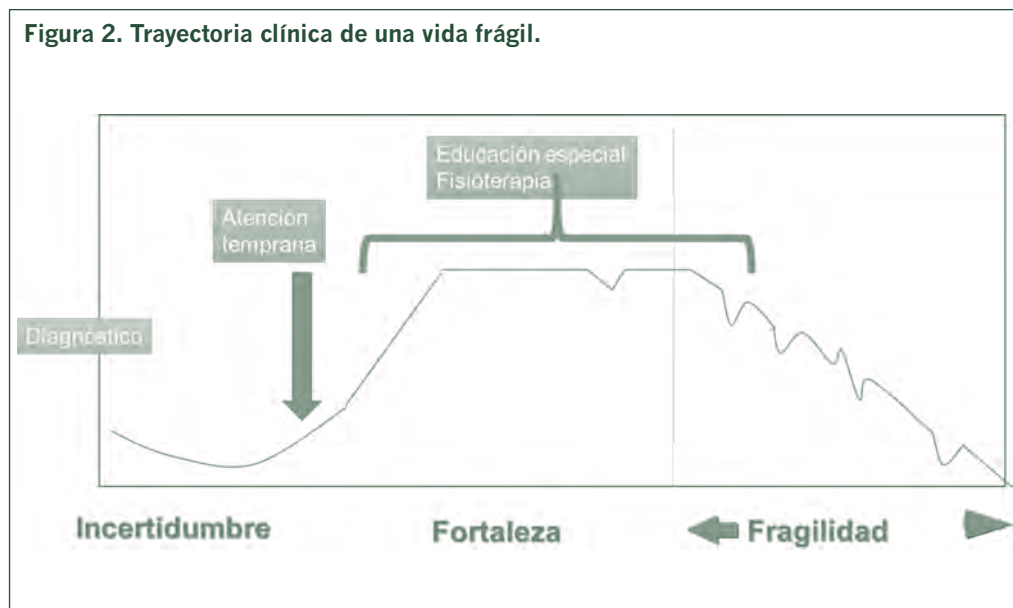 Figura 2. Trayectoria clínica de una vida frágil.
Educación especial
Fisioterapia
Atención
temprana
Diagnóstico
Incertidumbre
Fortaleza
Fragilidad